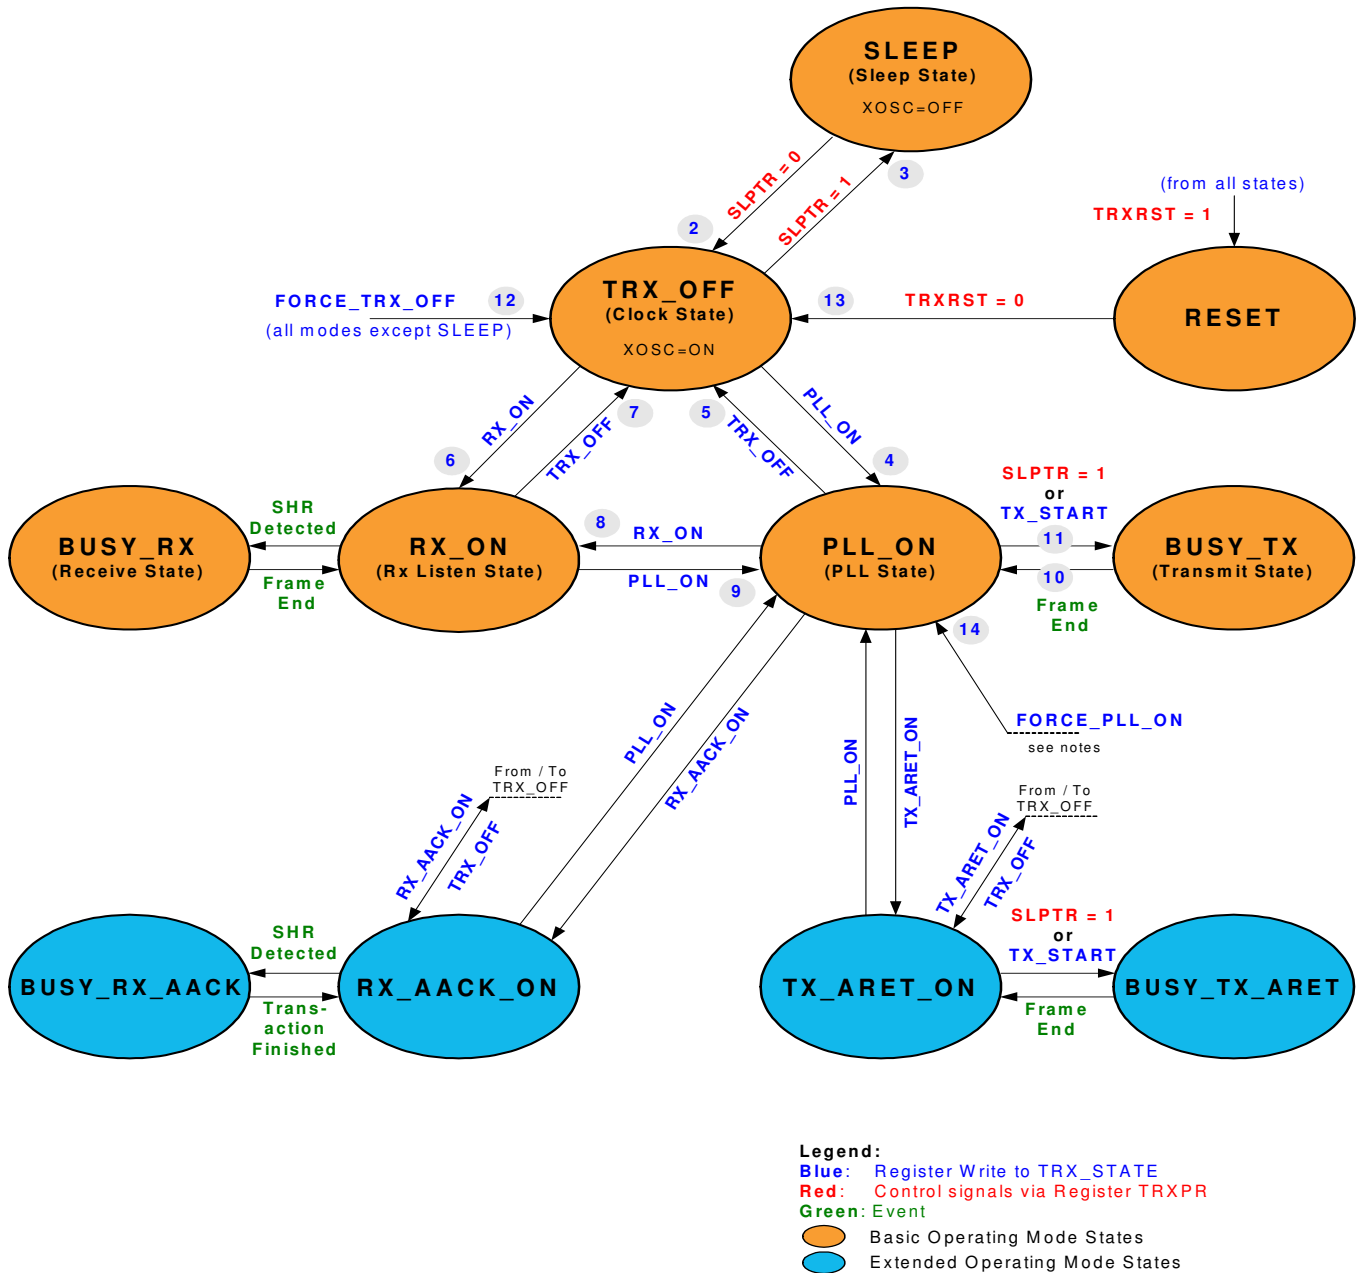 SLEEP
(Sleep State)
XOSC=OFF
SLPTR = 0
SLPTR = 1
3
2
(from all states)
TRXRST = 1
FORCE_TRX_OFF
12
(all modes except SLEEP)
TRX_OFF
(Clock State)
XOSC=ON
13
TRXRST = 0
RESET
RX_ON
7
TRX_OFF
6
5
TRX_OFF
PLL_ON
4
SHR
Detected
BUSY_RX
(Receive State)
Frame
End
RX_ON
(Rx Listen State)
8
RX_ON
PLL_ON
9
PLL_ON
(PLL State)
SLPTR = 1
or
TX_START
11
10
Frame
End
BUSY_TX
(Transmit State)
14
FORCE_PLL_ON
see notes
PLL_ON
RX_AACK_ON
PLL_ON
TX_ARET_ON
From / To
TRX_OFF
RX_AACK_ON
TRX_OFF
From / To
TRX_OFF
TX_ARET_ON
TRX_OFF
SHR
Detected
BUSY_RX_AACK
Trans-
action
Finished
RX_AACK_ON
TX_ARET_ON
SLPTR = 1
or
TX_START
Frame
End
BUSY_TX_ARET
Legend:
Blue: Register Write to TRX_STATE
Red: Control signals via Register TRXPR
Green: Event
Basic Operating Mode States
Extended Operating Mode States